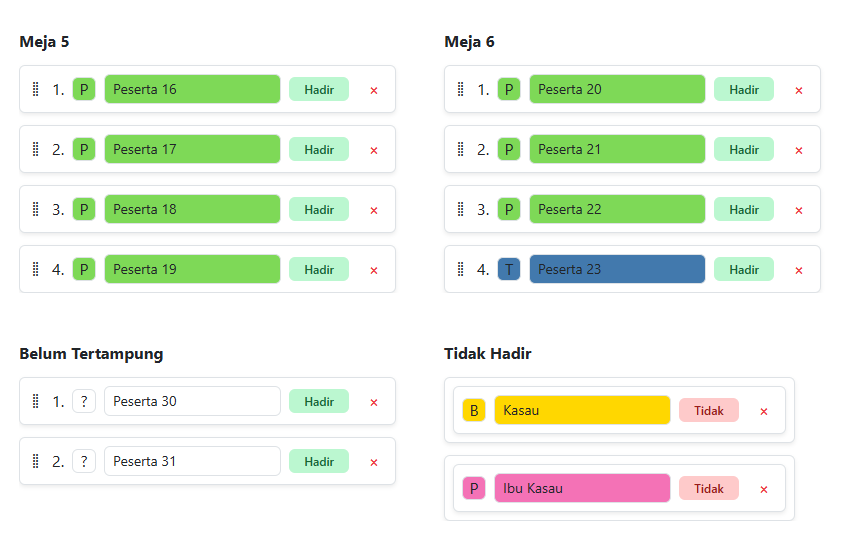 Meja 5
1. P Peserta 16 Hadir ×
2. P Peserta 17 Hadir ×
3. P Peserta 18 Hadir ×
4. P Peserta 19 Hadir ×
Meja 6
1. P Peserta 20 Hadir ×
2. P Peserta 21 Hadir ×
3. P Peserta 22 Hadir ×
4. T Peserta 23 Hadir ×
Belum Tertampung
1. ? Peserta 30 Hadir ×
2. ? Peserta 31 Hadir ×
Tidak Hadir
B Kasau Tidak ×
P Ibu Kasau Tidak ×